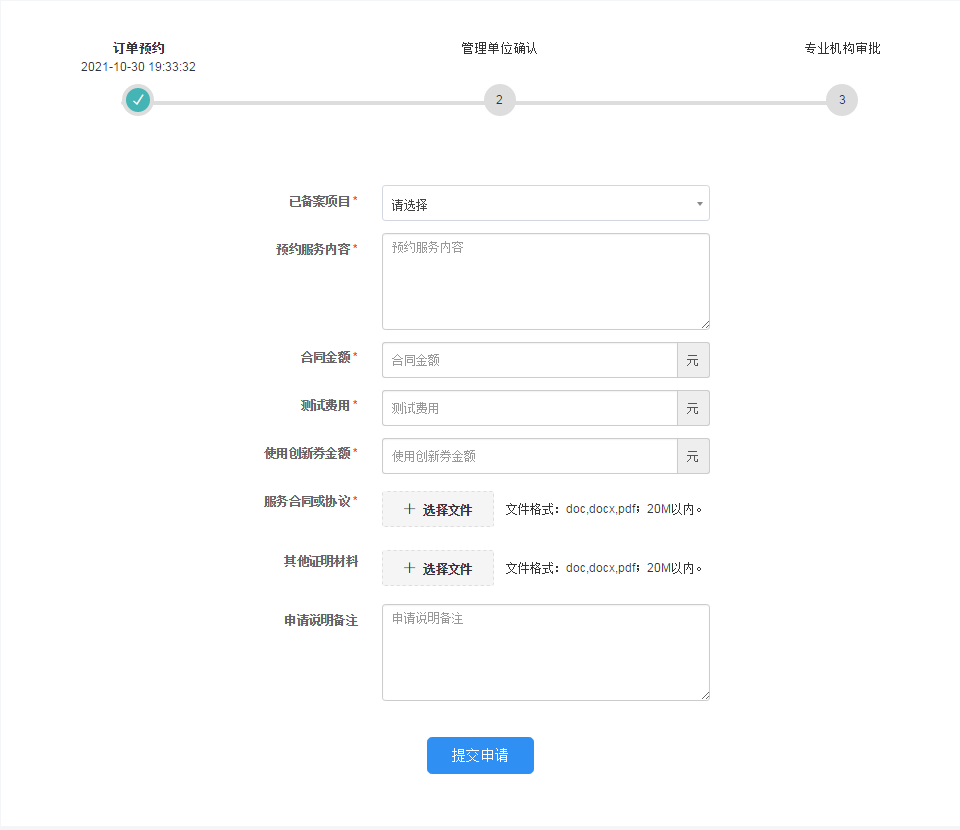 订单预约
管理单位确认
专业机构审批
2021-10-30 19:33:32
2
3
已备案项目*
请选择
预约服务内容*
预约服务内容
合同金额*
合同金额
元
测试费用*
测试费用
元
使用创新券金额*
使用创新券金额
元
服务合同或协议*
+ 选择文件
文件格式：doc,docx,pdf；20M以内。
其他证明材料
+ 选择文件
文件格式：doc,docx,pdf；20M以内。
申请说明备注
申请说明备注
提交申请